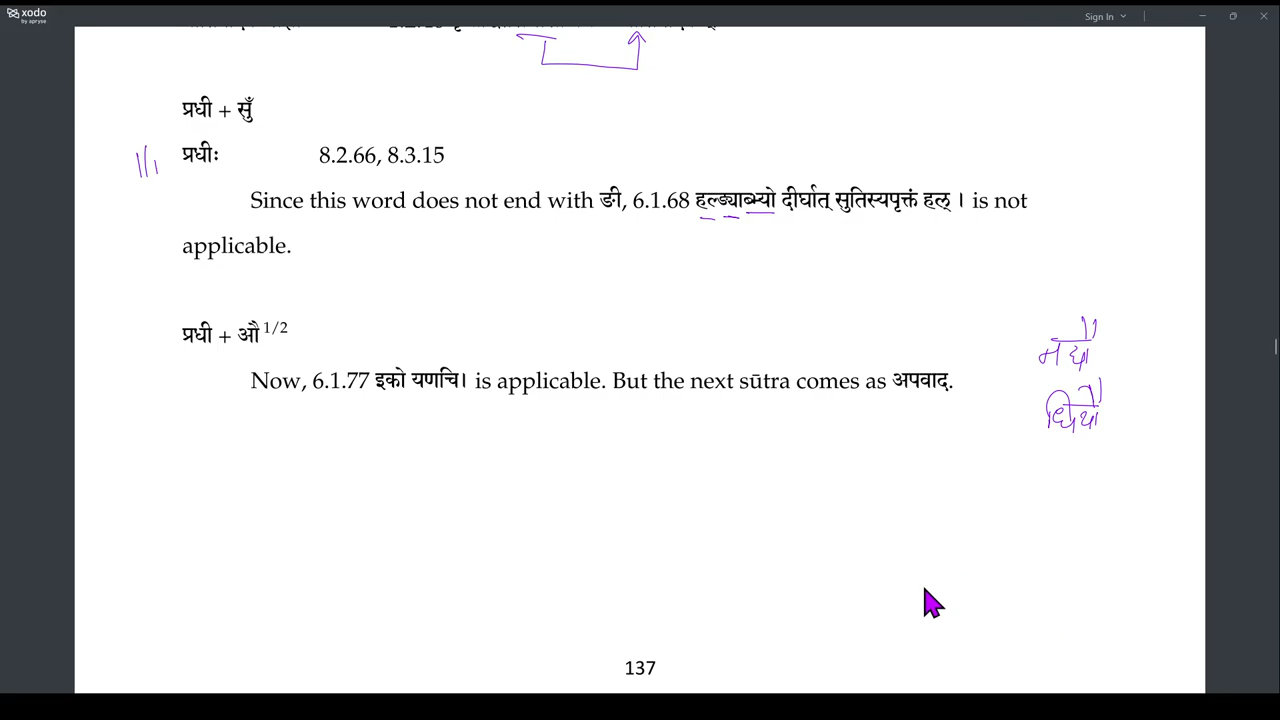 xodo
by apryse
Sign In
प्रधी + सुँ
प्रधीः 8.2.66, 8.3.15
Since this word does not end with ङी, 6.1.68 हल्ङ्याब्भ्यो दीर्घात् सुतिस्यपृक्तं हल् । is not
applicable.
प्रधी + औ 1/2
Now, 6.1.77 इको यणचि। is applicable. But the next sūtra comes as अपवाद.
धियौ
137